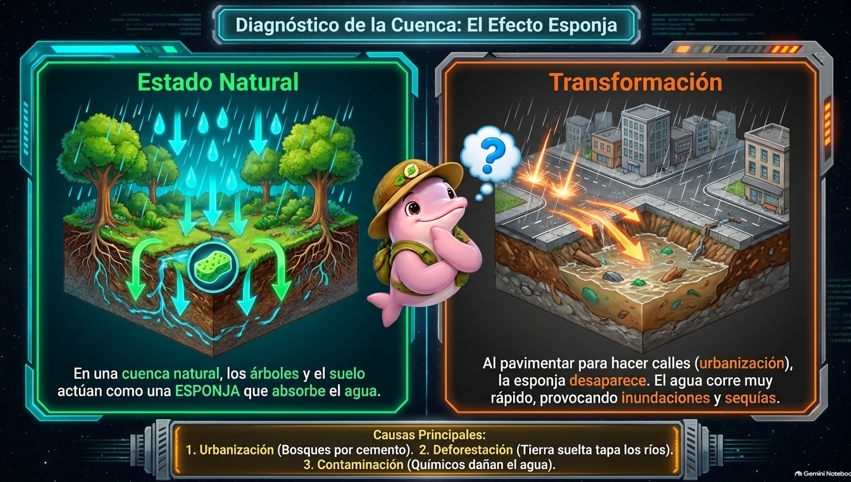 Diagnóstico de la Cuenca: El Efecto Esponja
Estado Natural
En una cuenca natural, los árboles y el suelo
actúan como una ESPONJA que absorbe el agua.
?
Transformación
Al pavimentar para hacer calles (urbanización),
la esponja desaparece. El agua corre muy
rápido, provocando inundaciones y sequías.
Causas Principales:
1. Urbanización (Bosques por cemento). 2. Deforestación (Tierra suelta tapa los ríos).
3. Contaminación (Químicos dañan el agua).
Gemini Notebook